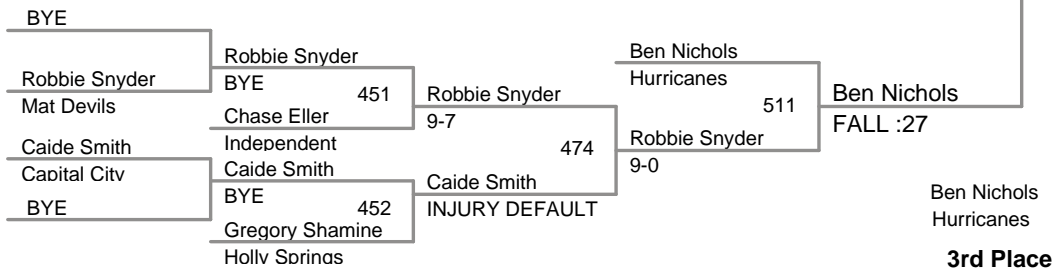 BYE
Robbie Snyder
Mat Devils
Caide Smith
Capital City
BYE
Robbie Snyder
BYE
451
Chase Eller
Independent
Caide Smith
BYE
452
Gregory Shamine
Holly Springs
Robbie Snyder
9-7
474
Caide Smith
INJURY DEFAULT
Ben Nichols
Hurricanes
511
Robbie Snyder
9-0
Ben Nichols
FALL :27
Ben Nichols
Hurricanes
3rd Place